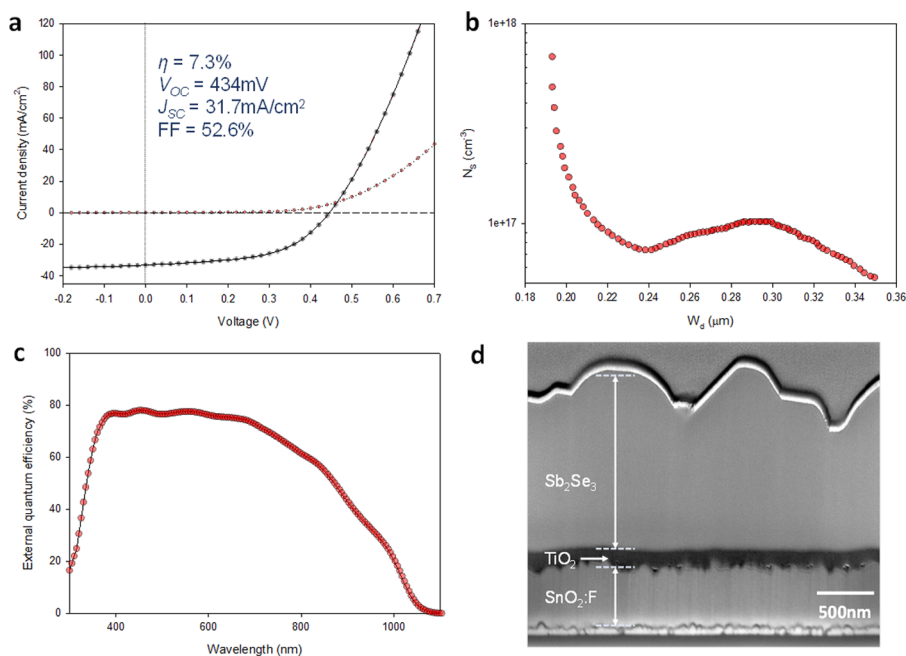 a
120
100
80
60
40
20
0
-20
-40
Current density (mA/cm²)
η = 7.3%
V_OC = 434mV
J_SC = 31.7mA/cm²
FF = 52.6%
-0.2
-0.1
0.0
0.1
0.2
0.3
0.4
0.5
0.6
0.7
Voltage (V)
b
1e+18
1e+17
N_S (cm⁻³)
0.18
0.20
0.22
0.24
0.26
0.28
0.30
0.32
0.34
0.36
W_d (μm)
c
100
80
60
40
20
0
External quantum efficiency (%)
400
600
800
1000
Wavelength (nm)
d
Sb₂Se₃
TiO₂
SnO₂:F
500nm